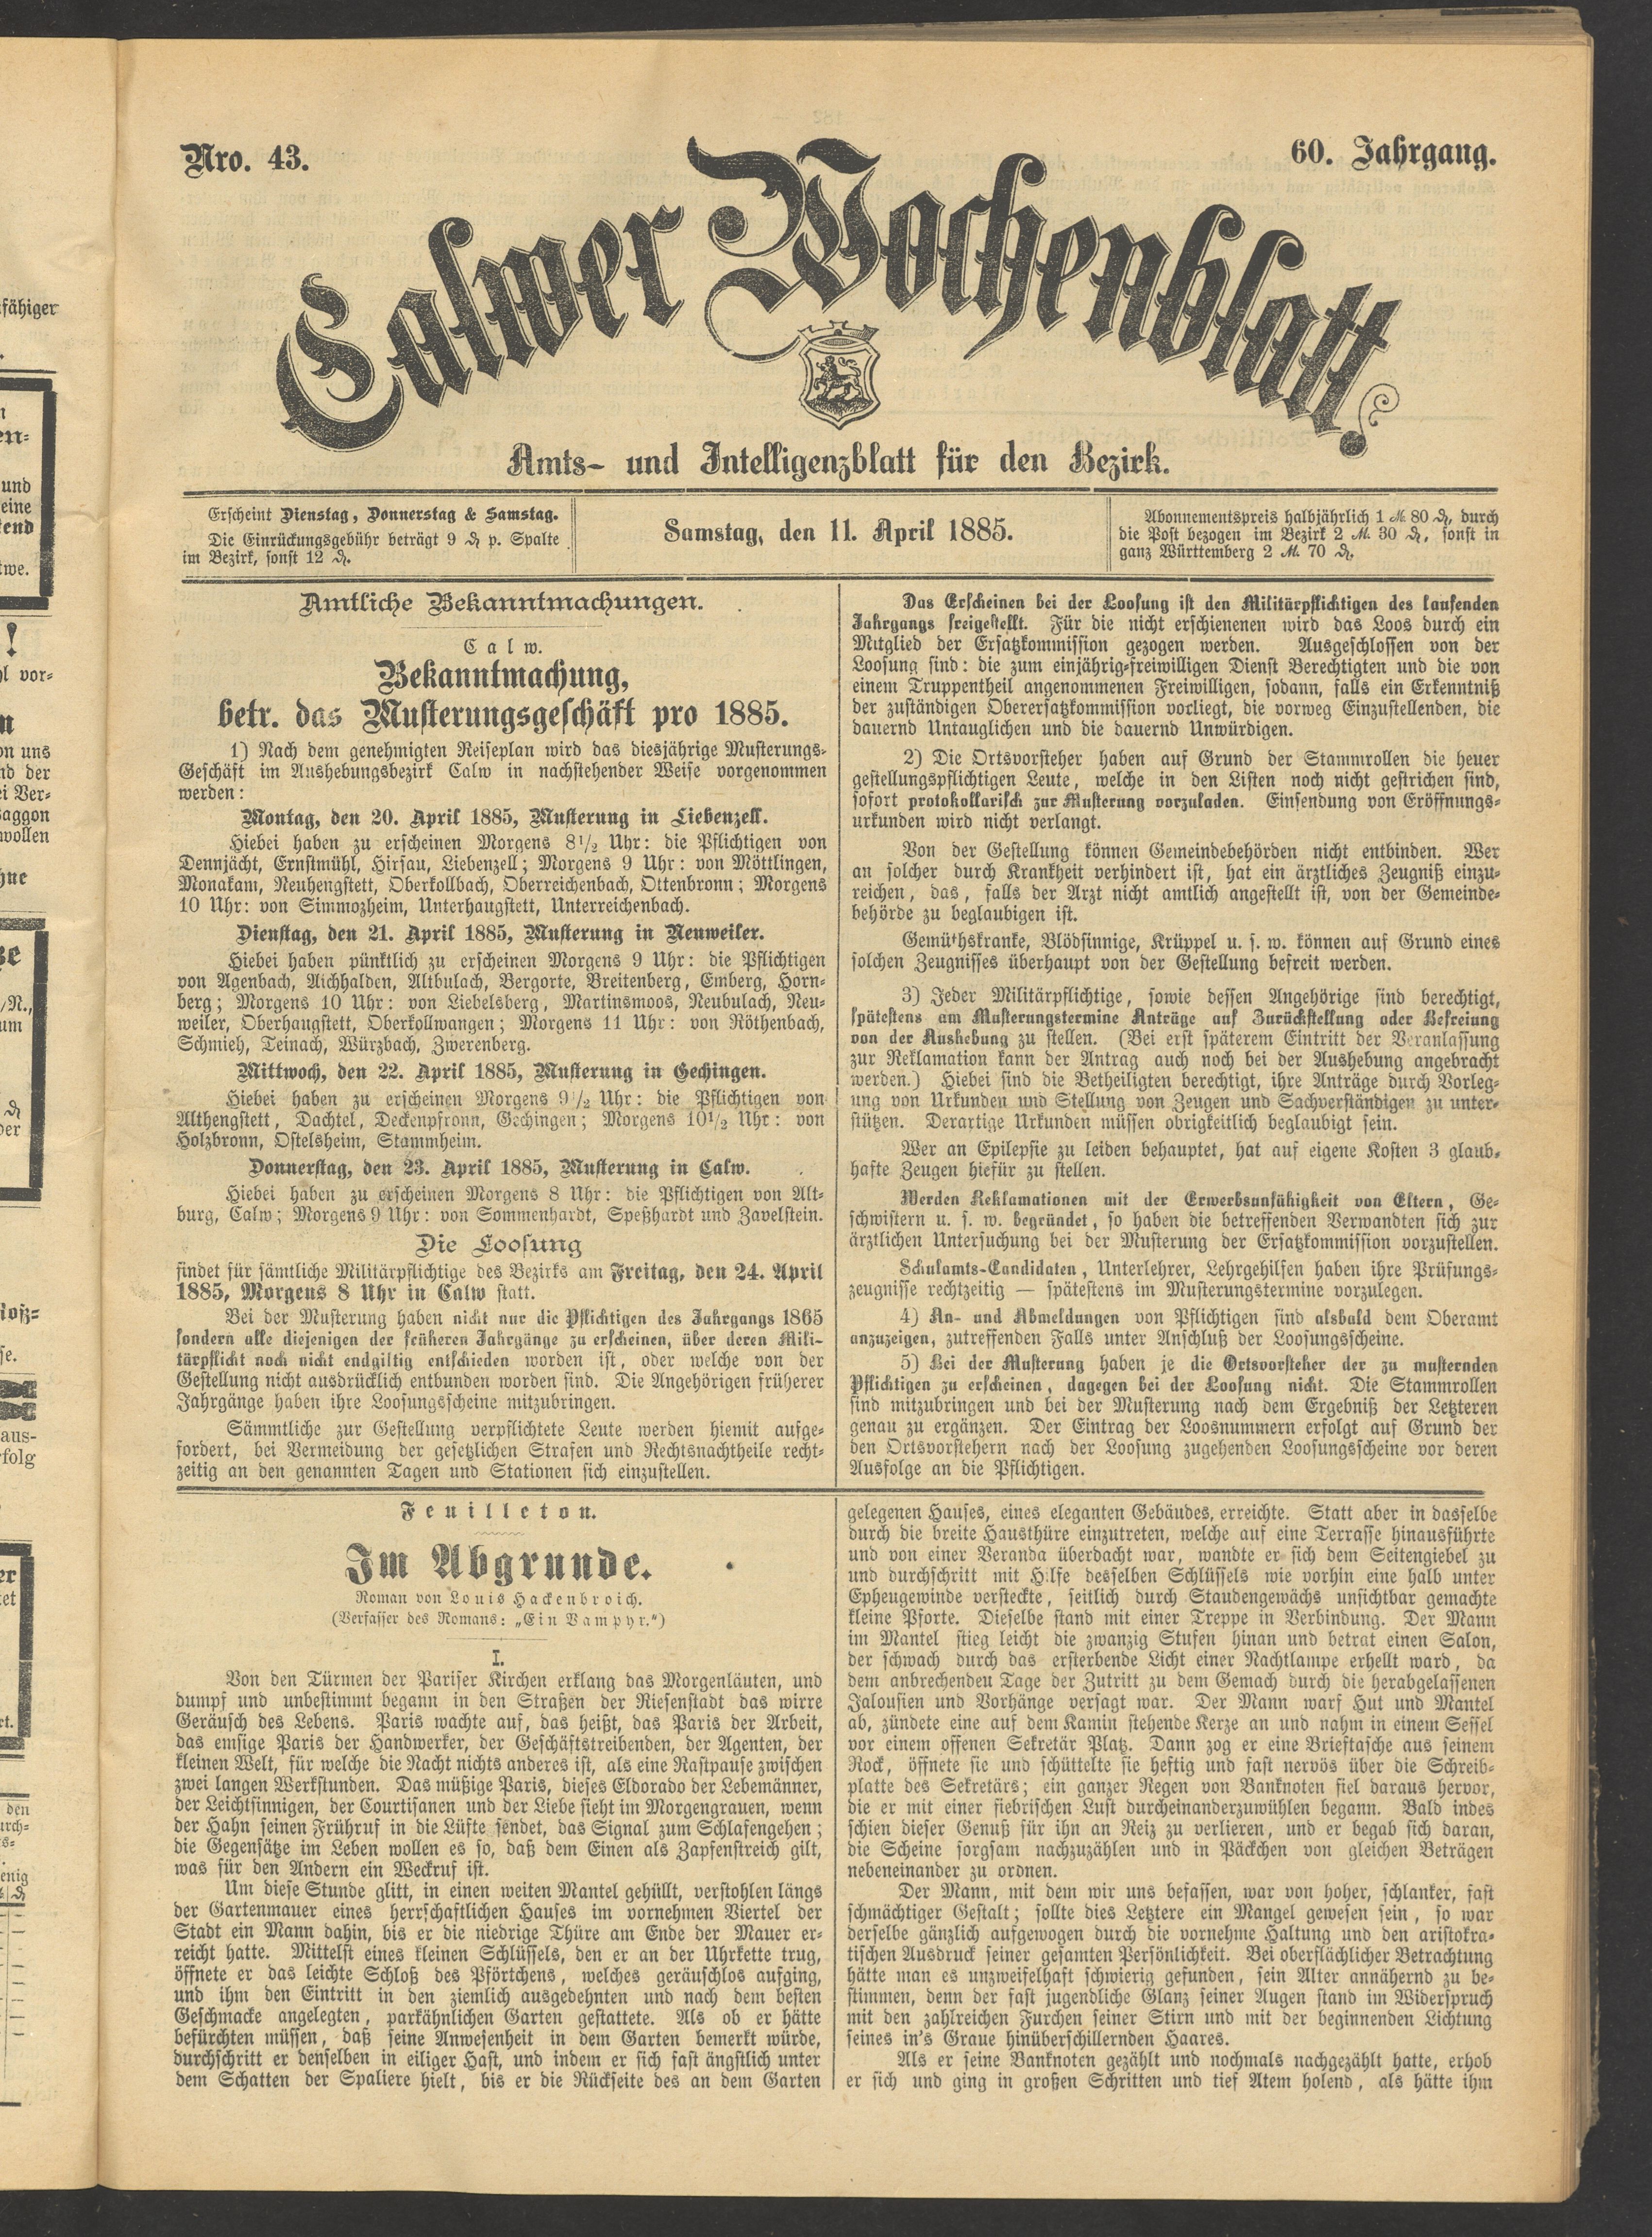 Nro. 43.
60. Jahrgang.
Calwer Wochenblatt
Amts- und Intelligenzblatt für den Bezirk.
Erscheint Dienstag, Donnerstag & Samstag.
Die Einrückungsgebühr beträgt 9 ₰ p. Spalte
im Bezirk, sonst 12 ₰.
Samstag, den 11. April 1885.
Abonnementspreis halbjährlich 1 ℳ 80 ₰, durch
die Post bezogen im Bezirk 2 ℳ. 30 ₰, sonst in
ganz Württemberg 2 ℳ. 70 ₰.
Amtliche Bekanntmachungen.
Calw.
Bekanntmachung,
betr. das Musterungsgeschäft pro 1885.
1) Nach dem genehmigten Reiseplan wird das diesjährige Musterungs-
Geschäft im Aushebungsbezirk Calw in nachstehender Weise vorgenommen
werden:
Montag, den 20. April 1885, Musterung in Liebenzell.
Hiebei haben zu erscheinen Morgens 8½ Uhr: die Pflichtigen von
Dennjächt, Ernstmühl, Hirsau, Liebenzell; Morgens 9 Uhr: von Möttlingen,
Monakam, Neuhengstett, Oberkollbach, Oberreichenbach, Ottenbronn; Morgens
10 Uhr: von Simmozheim, Unterhaugstett, Unterreichenbach.
Dienstag, den 21. April 1885, Musterung in Neuweiler.
Hiebei haben pünktlich zu erscheinen Morgens 9 Uhr: die Pflichtigen
von Agenbach, Aichhalden, Altbulach, Bergorte, Breitenberg, Emberg, Horn-
berg; Morgens 10 Uhr: von Liebelsberg, Martinsmoos, Neubulach, Neu-
weiler, Oberhaugstett, Oberkollwangen; Morgens 11 Uhr: von Röthenbach,
Schmieh, Teinach, Würzbach, Zwerenberg.
Mittwoch, den 22. April 1885, Musterung in Gechingen.
Hiebei haben zu erscheinen Morgens 9½ Uhr: die Pflichtigen von
Althengstett, Dachtel, Deckenpfronn, Gechingen; Morgens 10½ Uhr: von
Holzbronn, Ostelsheim, Stammheim.
Donnerstag, den 23. April 1885, Musterung in Calw.
Hiebei haben zu erscheinen Morgens 8 Uhr: die Pflichtigen von Alt-
burg, Calw; Morgens 9 Uhr: von Sommenhardt, Speßhardt und Zavelstein.
Die Loosung
findet für sämtliche Militärpflichtige des Bezirks am Freitag, den 24. April
1885, Morgens 8 Uhr in Calw statt.
Bei der Musterung haben nicht nur die Pflichtigen des Jahrgangs 1865
sondern alle diejenigen der früheren Jahrgänge zu erscheinen, über deren Mili-
tärpflicht noch nicht endgiltig entschieden worden ist, oder welche von der
Gestellung nicht ausdrücklich entbunden worden sind. Die Angehörigen früherer
Jahrgänge haben ihre Loosungsscheine mitzubringen.
Sämmtliche zur Gestellung verpflichtete Leute werden hiemit aufge-
fordert, bei Vermeidung der gesetzlichen Strafen und Rechtsnachtheile recht-
zeitig an den genannten Tagen und Stationen sich einzustellen.
Das Erscheinen bei der Loosung ist den Militärpflichtigen des laufenden
Jahrgangs freigestellt. Für die nicht erschienenen wird das Loos durch ein
Mitglied der Ersatzkommission gezogen werden. Ausgeschlossen von der
Loosung sind: die zum einjährig-freiwilligen Dienst Berechtigten und die von
einem Truppentheil angenommenen Freiwilligen, sodann, falls ein Erkenntniß
der zuständigen Oberersatzkommission vorliegt, die vorweg Einzustellenden, die
dauernd Untauglichen und die dauernd Unwürdigen.
2) Die Ortsvorsteher haben auf Grund der Stammrollen die heuer
gestellungspflichtigen Leute, welche in den Listen noch nicht gestrichen sind,
sofort protokollarisch zur Musterung vorzuladen. Einsendung von Eröffnungs-
urkunden wird nicht verlangt.
Von der Gestellung können Gemeindebehörden nicht entbinden. Wer
an solcher durch Krankheit verhindert ist, hat ein ärztliches Zeugniß einzu-
reichen, das, falls der Arzt nicht amtlich angestellt ist, von der Gemeinde-
behörde zu beglaubigen ist.
Gemüthskranke, Blödsinnige, Krüppel u. s. w. können auf Grund eines
solchen Zeugnisses überhaupt von der Gestellung befreit werden.
3) Jeder Militärpflichtige, sowie dessen Angehörige sind berechtigt,
spätestens am Musterungstermine Anträge auf Zurückstellung oder Befreiung
von der Aushebung zu stellen. (Bei erst späterem Eintritt der Veranlassung
zur Reklamation kann der Antrag auch noch bei der Aushebung angebracht
werden.) Hiebei sind die Betheiligten berechtigt, ihre Anträge durch Vorleg-
ung von Urkunden und Stellung von Zeugen und Sachverständigen zu unter-
stützen. Derartige Urkunden müssen obrigkeitlich beglaubigt sein.
Wer an Epilepsie zu leiden behauptet, hat auf eigene Kosten 3 glaub-
hafte Zeugen hiefür zu stellen.
Werden Reklamationen mit der Erwerbsunfähigkeit von Eltern, Ge-
schwistern u. s. w. begründet, so haben die betreffenden Verwandten sich zur
ärztlichen Untersuchung bei der Musterung der Ersatzkommission vorzustellen.
Schulamts-Candidaten, Unterlehrer, Lehrgehilfen haben ihre Prüfungs-
zeugnisse rechtzeitig — spätestens im Musterungstermine vorzulegen.
4) An- und Abmeldungen von Pflichtigen sind alsbald dem Oberamt
anzuzeigen, zutreffenden Falls unter Anschluß der Loosungsscheine.
5) Bei der Musterung haben je die Ortsvorsteher der zu musternden
Pflichtigen zu erscheinen, dagegen bei der Loosung nicht. Die Stammrollen
sind mitzubringen und bei der Musterung nach dem Ergebniß der Letzteren
genau zu ergänzen. Der Eintrag der Loosnummern erfolgt auf Grund der
den Ortsvorstehern nach der Loosung zugehenden Loosungsscheine vor deren
Ausfolge an die Pflichtigen.
Feuilleton.
Im Abgrunde.
Roman von Louis Hackenbroich.
(Verfasser des Romans: „Ein Vampyr.“)
I.
Von den Türmen der Pariser Kirchen erklang das Morgenläuten, und
dumpf und unbestimmt begann in den Straßen der Riesenstadt das wirre
Geräusch des Lebens. Paris wachte auf, das heißt, das Paris der Arbeit,
das emsige Paris der Handwerker, der Geschäftstreibenden, der Agenten, der
kleinen Welt, für welche die Nacht nichts anderes ist, als eine Rastpause zwischen
zwei langen Werkstunden. Das müßige Paris, dieses Eldorado der Lebemänner,
der Leichtsinnigen, der Courtisanen und der Liebe sieht im Morgengrauen, wenn
der Hahn seinen Frühruf in die Lüfte sendet, das Signal zum Schlafengehen;
die Gegensätze im Leben wollen es so, daß dem Einen als Zapfenstreich gilt,
was für den Andern ein Weckruf ist.
Um diese Stunde glitt, in einen weiten Mantel gehüllt, verstohlen längs
der Gartenmauer eines herrschaftlichen Hauses im vornehmen Viertel der
Stadt ein Mann dahin, bis er die niedrige Thüre am Ende der Mauer er-
reicht hatte. Mittelst eines kleinen Schlüssels, den er an der Uhrkette trug,
öffnete er das leichte Schloß des Pförtchens, welches geräuschlos aufging,
und ihm den Eintritt in den ziemlich ausgedehnten und nach dem besten
Geschmacke angelegten, parkähnlichen Garten gestattete. Als ob er hätte
befürchten müssen, daß seine Anwesenheit in dem Garten bemerkt würde,
durchschritt er denselben in eiliger Hast, und indem er sich fast ängstlich unter
dem Schatten der Spaliere hielt, bis er die Rückseite des an dem Garten
gelegenen Hauses, eines eleganten Gebäudes, erreichte. Statt aber in dasselbe
durch die breite Hausthüre einzutreten, welche auf eine Terrasse hinausführte
und von einer Veranda überdacht war, wandte er sich dem Seitengiebel zu
und durchschritt mit Hilfe desselben Schlüssels wie vorhin eine halb unter
Epheugewinde versteckte, seitlich durch Staudengewächs unsichtbar gemachte
kleine Pforte. Dieselbe stand mit einer Treppe in Verbindung. Der Mann
im Mantel stieg leicht die zwanzig Stufen hinan und betrat einen Salon,
der schwach durch das ersterbende Licht einer Nachtlampe erhellt ward, da
dem anbrechenden Tage der Zutritt zu dem Gemach durch die herabgelassenen
Jalousien und Vorhänge versagt war. Der Mann warf Hut und Mantel
ab, zündete eine auf dem Kamin stehende Kerze an und nahm in einem Sessel
vor einem offenen Sekretär Platz. Dann zog er eine Brieftasche aus seinem
Rock, öffnete sie und schüttelte sie heftig und fast nervös über die Schreib-
platte des Sekretärs; ein ganzer Regen von Banknoten fiel daraus hervor,
die er mit einer fiebrischen Lust durcheinanderzuwühlen begann. Bald indes
schien dieser Genuß für ihn an Reiz zu verlieren, und er begab sich daran,
die Scheine sorgsam nachzuzählen und in Päckchen von gleichen Beträgen
nebeneinander zu ordnen.
Der Mann, mit dem wir uns befassen, war von hoher, schlanker, fast
schmächtiger Gestalt; sollte dies Letztere ein Mangel gewesen sein, so war
derselbe gänzlich aufgewogen durch die vornehme Haltung und den aristokra-
tischen Ausdruck seiner gesamten Persönlichkeit. Bei oberflächlicher Betrachtung
hätte man es unzweifelhaft schwierig gefunden, sein Alter annähernd zu be-
stimmen, denn der fast jugendliche Glanz seiner Augen stand im Widerspruch
mit den zahlreichen Furchen seiner Stirn und mit der beginnenden Lichtung
seines in's Graue hinüberschillernden Haares.
Als er seine Banknoten gezählt und nochmals nachgezählt hatte, erhob
er sich und ging in großen Schritten und tief Atem holend, als hätte ihm